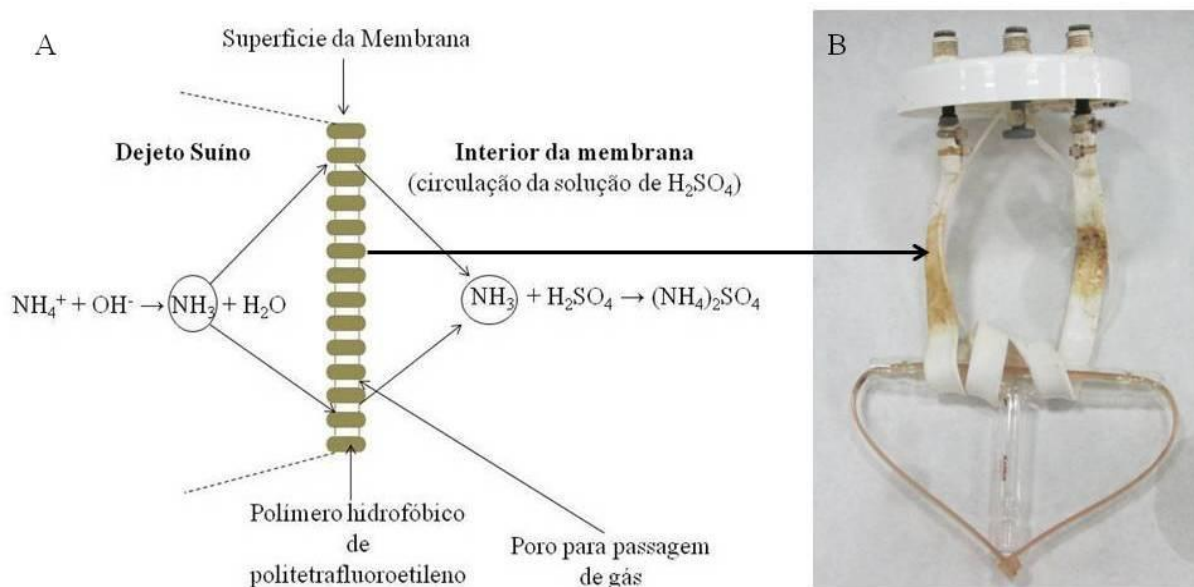 A
Superfície da Membrana
B
Dejeto Suíno
Interior da membrana
(circulação da solução de H₂SO₄)
NH₄⁺ + OH⁻ → NH₃ + H₂O
NH₃ + H₂SO₄ → (NH₄)₂SO₄
Polímero hidrofóbico
de
politetrafluoroetileno
Poro para passagem
de gás